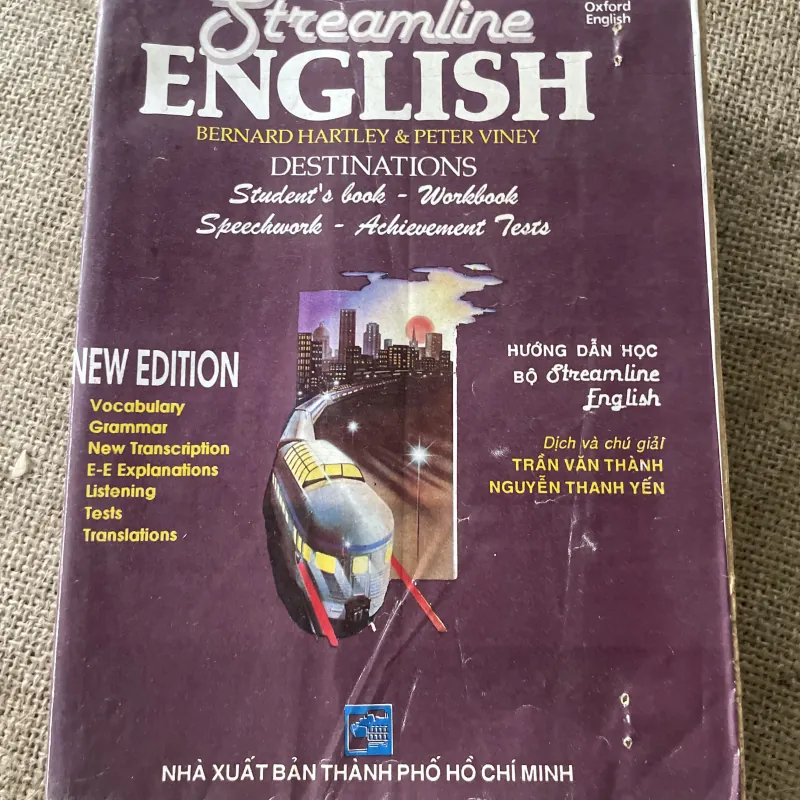 Streamline
Oxford
English
ENGLISH
BERNARD HARTLEY & PETER VINEY
DESTINATIONS
Student's book - Workbook
Speechwork - Achievement Tests
NEW EDITION
Vocabulary
Grammar
New Transcription
E-E Explanations
Listening
Tests
Translations
HƯỚNG DẪN HỌC
BỘ Streamline
English
Dịch và chú giải
TRẦN VĂN THÀNH
NGUYỄN THANH YẾN
NHÀ XUẤT BẢN THÀNH PHỐ HỒ CHÍ MINH